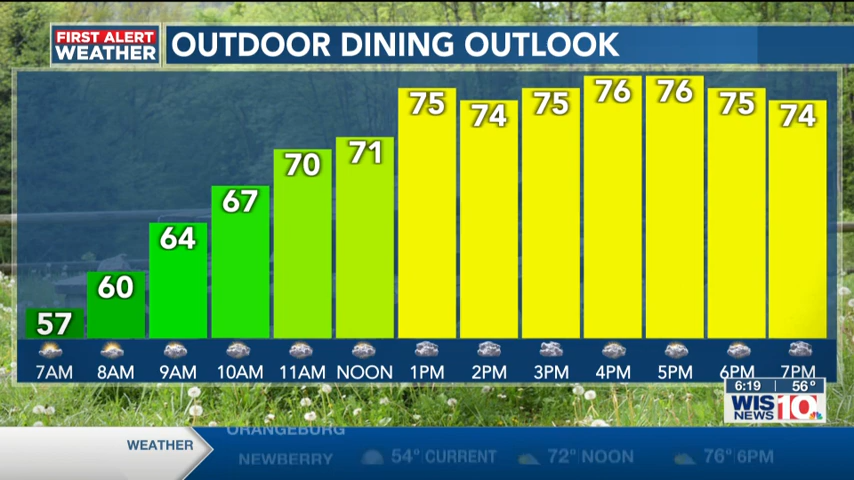 FIRST ALERT
WEATHER
OUTDOOR DINING OUTLOOK
57 60 64 67 70 71 75 74 75 76 76 75 74
7AM 8AM 9AM 10AM 11AM NOON 1PM 2PM 3PM 4PM 5PM 6PM 7PM
6:19 56°
WIS
NEWS
10
WEATHER
ORANGEBURG
NEWBERRY 54° CURRENT 72° NOON 76° 6PM